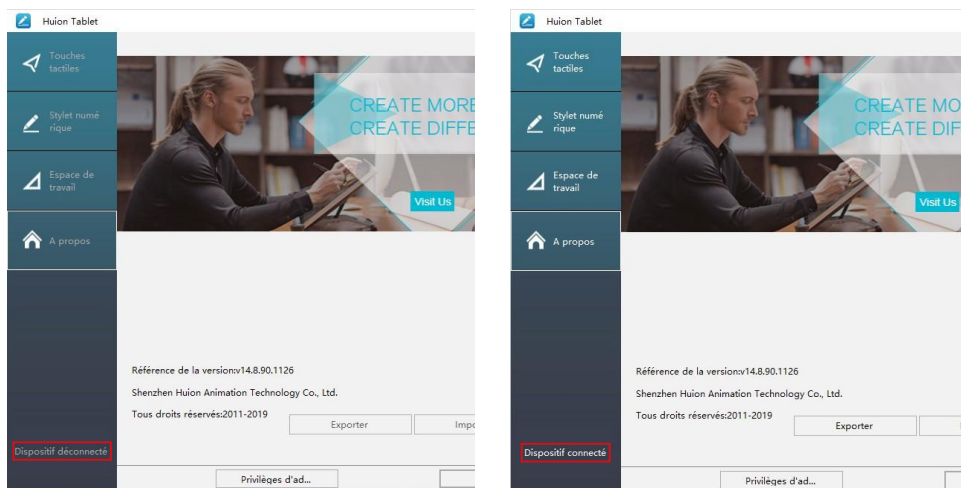 Huion Tablet
Touches
tactiles
Stylet numé
rique
Espace de
travail
A propos
CREATE MORE
CREATE DIFFE
Visit Us
Référence de la version:v14.8.90.1126
Shenzhen Huion Animation Technology Co., Ltd.
Tous droits réservés:2011-2019
Exporter
Impo
Dispositif déconnecté
Privilèges d'ad...
Huion Tablet
Touches
tactiles
Stylet numé
rique
Espace de
travail
A propos
CREATE MO
CREATE DIF
Visit Us
Référence de la version:v14.8.90.1126
Shenzhen Huion Animation Technology Co., Ltd.
Tous droits réservés:2011-2019
Exporter
Dispositif connecté
Privilèges d'ad...